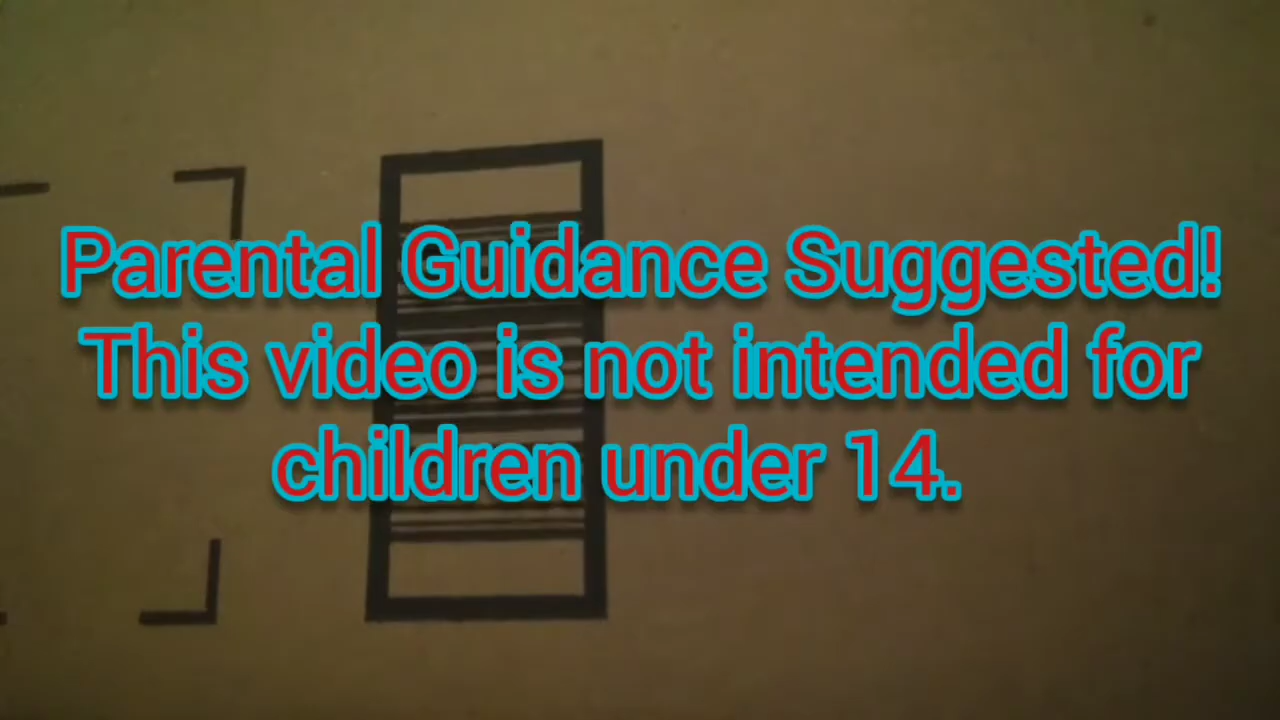 Parental Guidance Suggested!
This video is not intended for
children under 14.